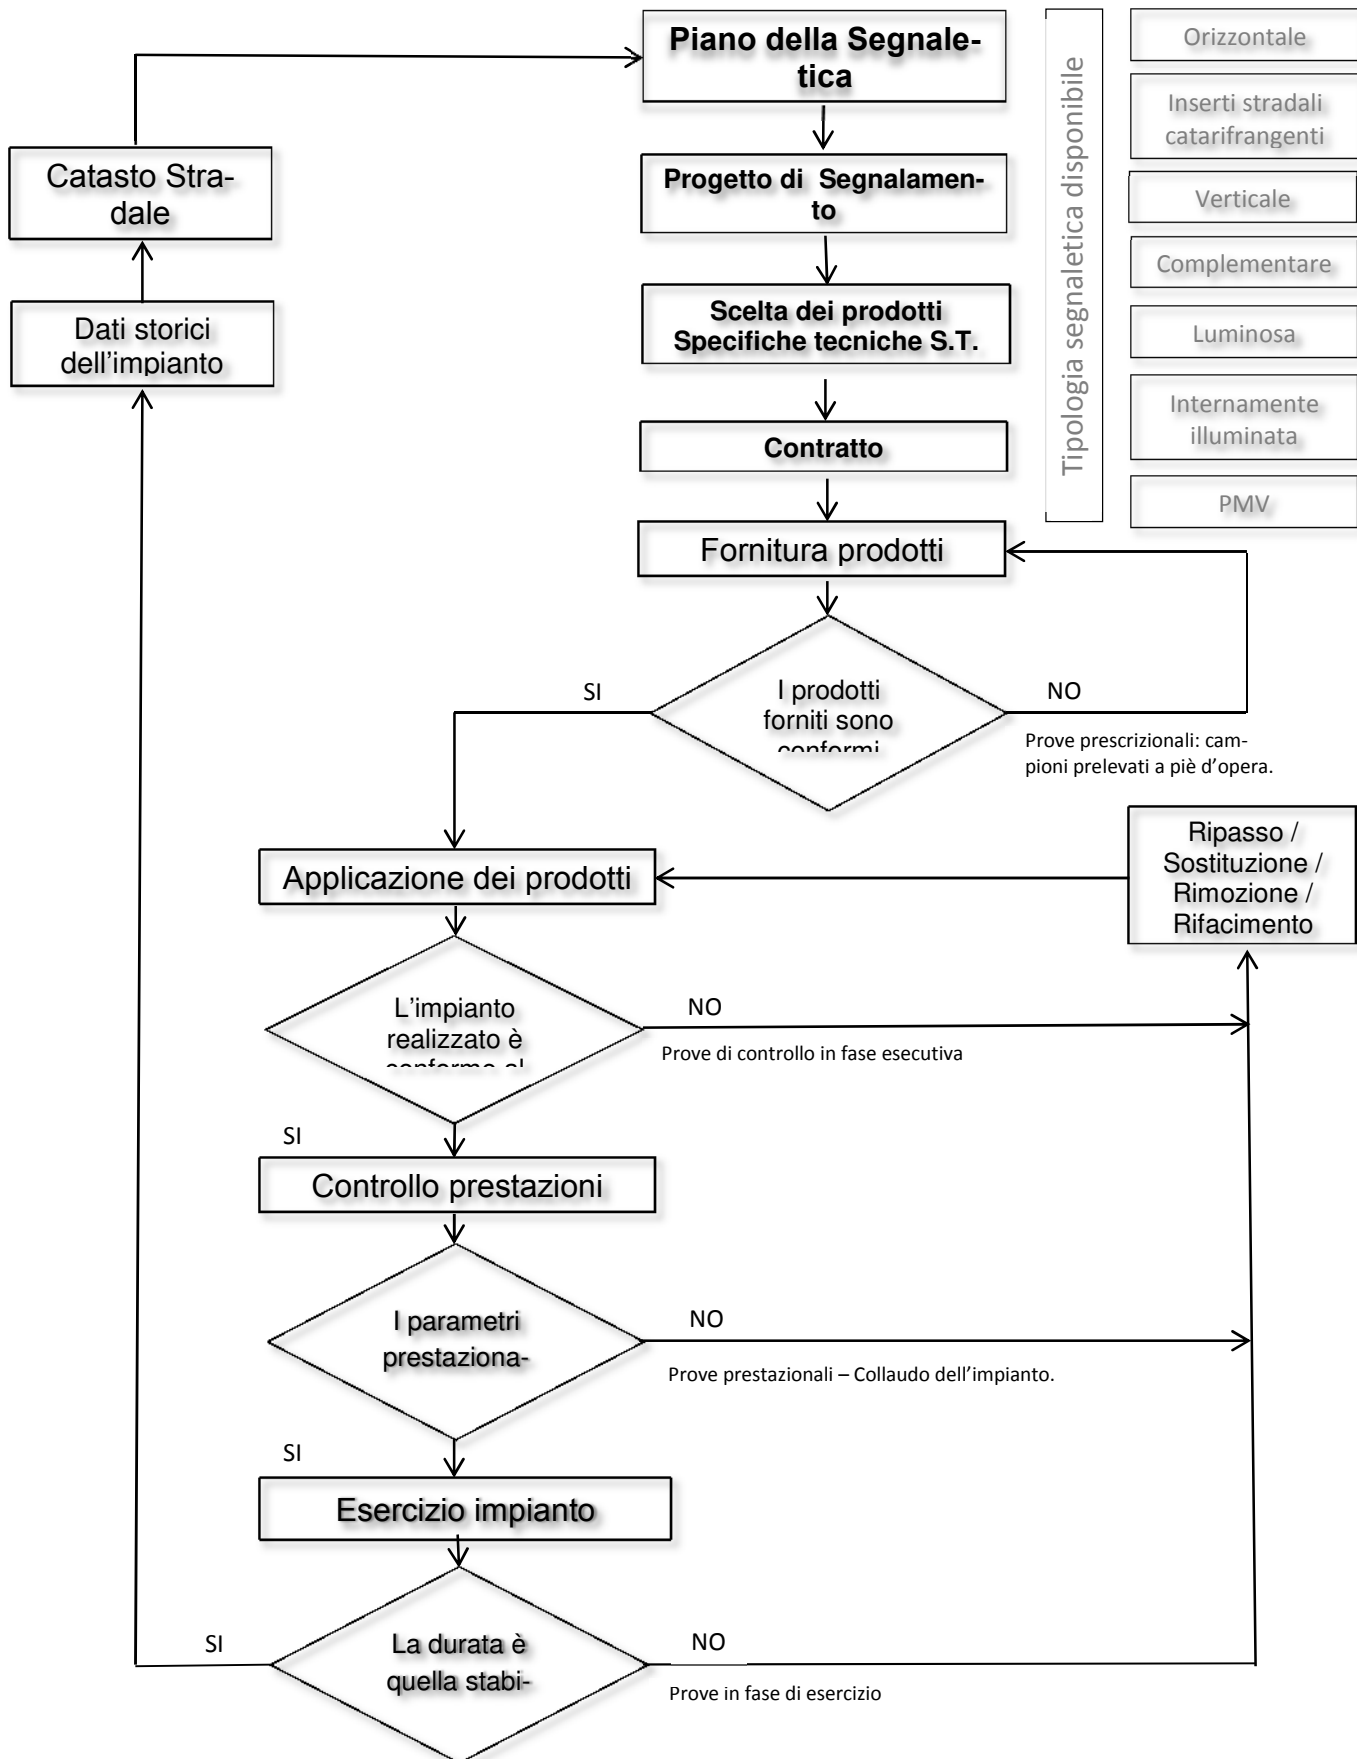 Piano della Segnale-
tica
Orizzontale
Inserti stradali
catarifrangenti
Verticale
Complementare
Luminosa
Internamente
illuminata
PMV
Tipologia segnaletica disponibile
Catasto Stra-
dale
Progetto di Segnalamen-
to
Dati storici
dell'impianto
Scelta dei prodotti
Specifiche tecniche S.T.
Contratto
Fornitura prodotti
SI
I prodotti
forniti sono
conformi
NO
Prove prescrizionali: cam-
pioni prelevati a piè d'opera.
Ripasso /
Sostituzione /
Rimozione /
Rifacimento
Applicazione dei prodotti
L'impianto
realizzato è
conforme al
NO
Prove di controllo in fase esecutiva
SI
Controllo prestazioni
I parametri
prestaziona-
NO
Prove prestazionali – Collaudo dell'impianto.
SI
Esercizio impianto
SI
La durata è
quella stabi-
NO
Prove in fase di esercizio